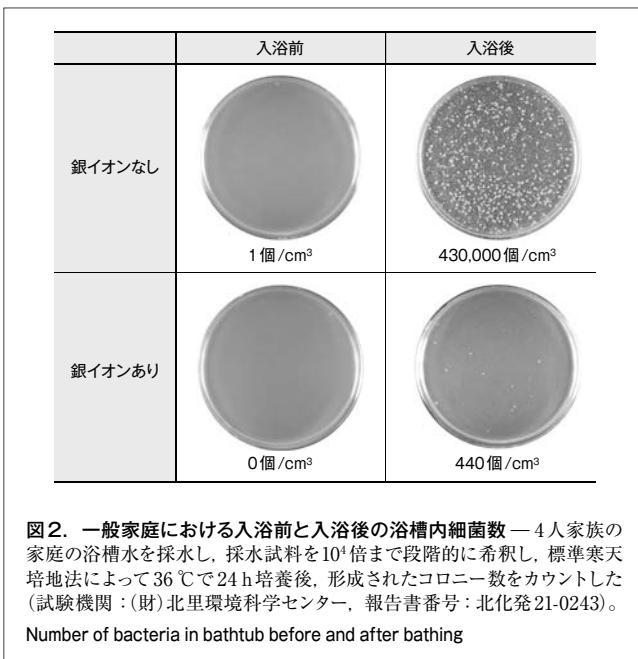 入浴前 入浴後
銀イオンなし
1個/cm³ 430,000個/cm³
銀イオンあり
0個/cm³ 440個/cm³
図2．一般家庭における入浴前と入浴後の浴槽内細菌数 — 4人家族の
家庭の浴槽水を採水し，採水試料を10⁴倍まで段階的に希釈し，標準寒天
培地法によって36 ℃で24 h培養後，形成されたコロニー数をカウントした
（試験機関：(財)北里環境科学センター，報告書番号：北化発21-0243）。
Number of bacteria in bathtub before and after bathing